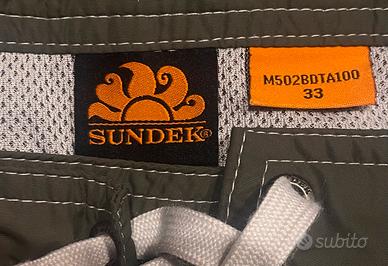 M502BDTA100
33
SUNDEK®
subito